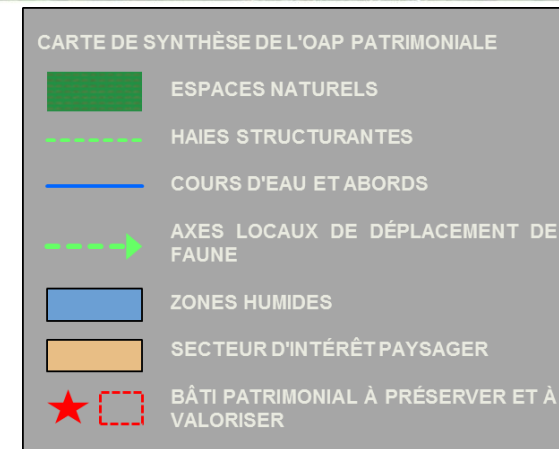 CARTE DE SYNTHÈSE DE L'OAP PATRIMONIALE
ESPACES NATURELS
HAIES STRUCTURANTES
COURS D'EAU ET ABORDS
AXES LOCAUX DE DÉPLACEMENT DE
FAUNE
ZONES HUMIDES
SECTEUR D'INTÉRÊT PAYSAGER
BÂTI PATRIMONIAL À PRÉSERVER ET À
VALORISER